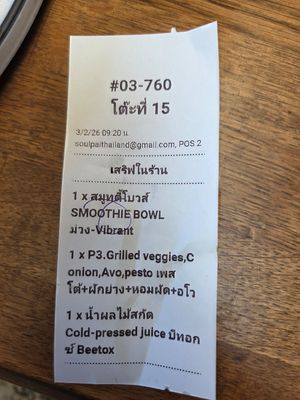 #03-760
โต๊ะที่ 15
3/2/26 09:20 น.
soulpaithailand@gmail.com, POS 2
เสริฟในร้าน
1 x สมูทตี้โบวส์
SMOOTHIE BOWL
ม่วง-Vibrant
1 x P3.Grilled veggies,C
onion,Avo,pesto เพส
โต้+ผักย่าง+หอมผัด+อโว
1 x น้ำผลไม้สกัด
Cold-pressed juice บีทอก
ซ์ Beetox